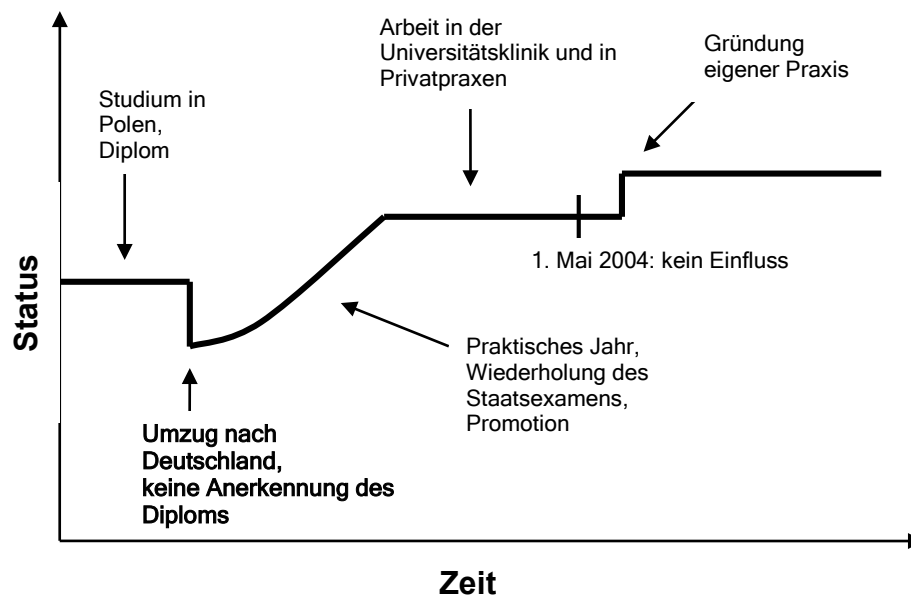 Arbeit in der
Universitätsklinik und in
Privatpraxen
Gründung
eigener Praxis
Studium in
Polen,
Diplom
Status
1. Mai 2004: kein Einfluss
Praktisches Jahr,
Wiederholung des
Staatsexamens,
Promotion
Umzug nach
Deutschland,
keine Anerkennung des
Diploms
Zeit